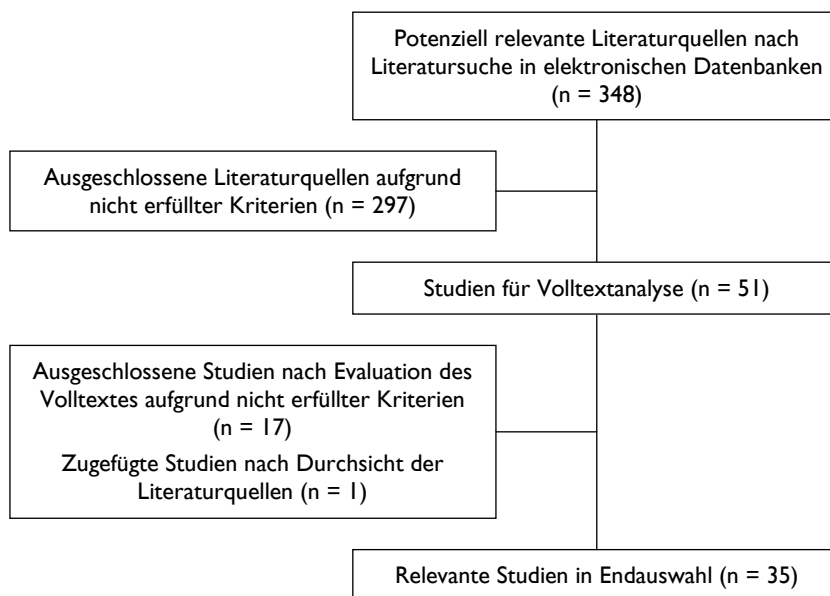 Potenziell relevante Literaturquellen nach
Literatursuche in elektronischen Datenbanken
(n = 348)
Ausgeschlossene Literaturquellen aufgrund
nicht erfüllter Kriterien (n = 297)
Studien für Volltextanalyse (n = 51)
Ausgeschlossene Studien nach Evaluation des
Volltextes aufgrund nicht erfüllter Kriterien
(n = 17)
Zugefügte Studien nach Durchsicht der
Literaturquellen (n = 1)
Relevante Studien in Endauswahl (n = 35)